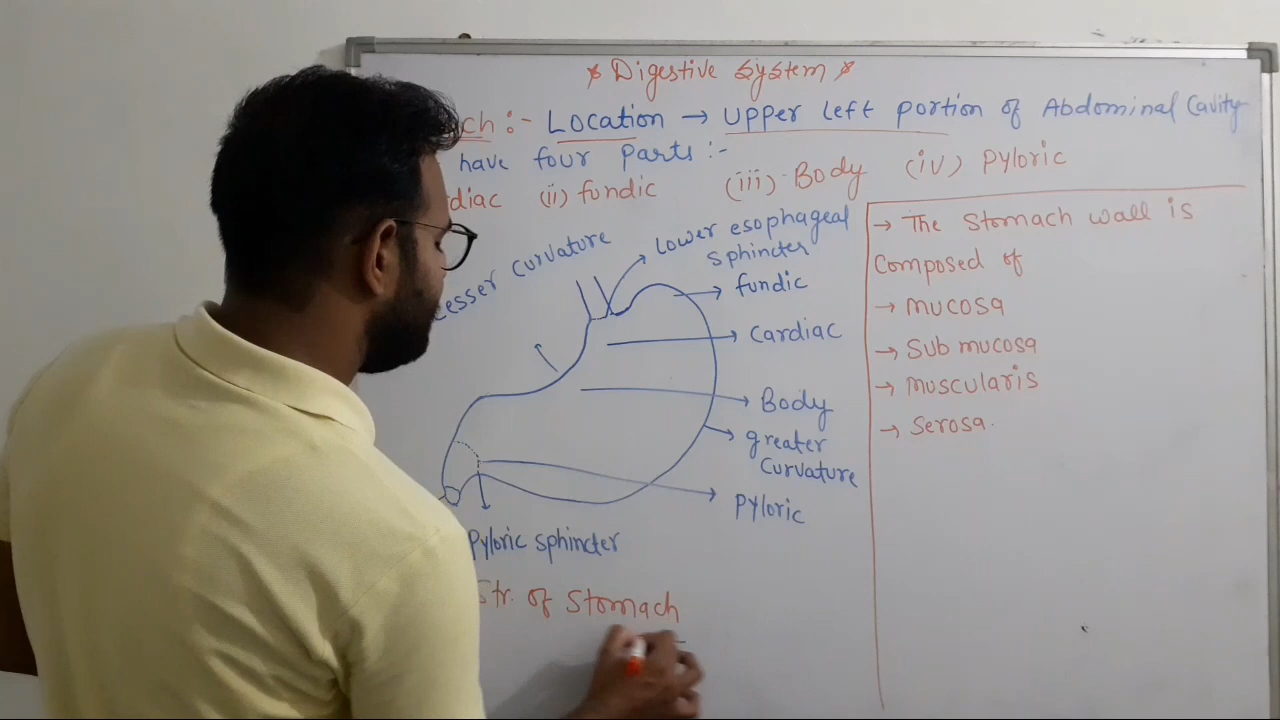 * Digestive System *
ach :- Location → Upper left portion of Abdominal Cavity
have four Parts :-
diac (ii) fundic (iii) Body (iv) Pyloric
Lesser curvature
Lower esophageal
sphincter
fundic
Cardiac
Body
greater
Curvature
Pyloric
Pyloric sphincter
Str. of Stomach
→ The Stomach wall is
Composed of
→ Mucosa
→ Sub mucosa
→ Muscularis
→ Serosa.